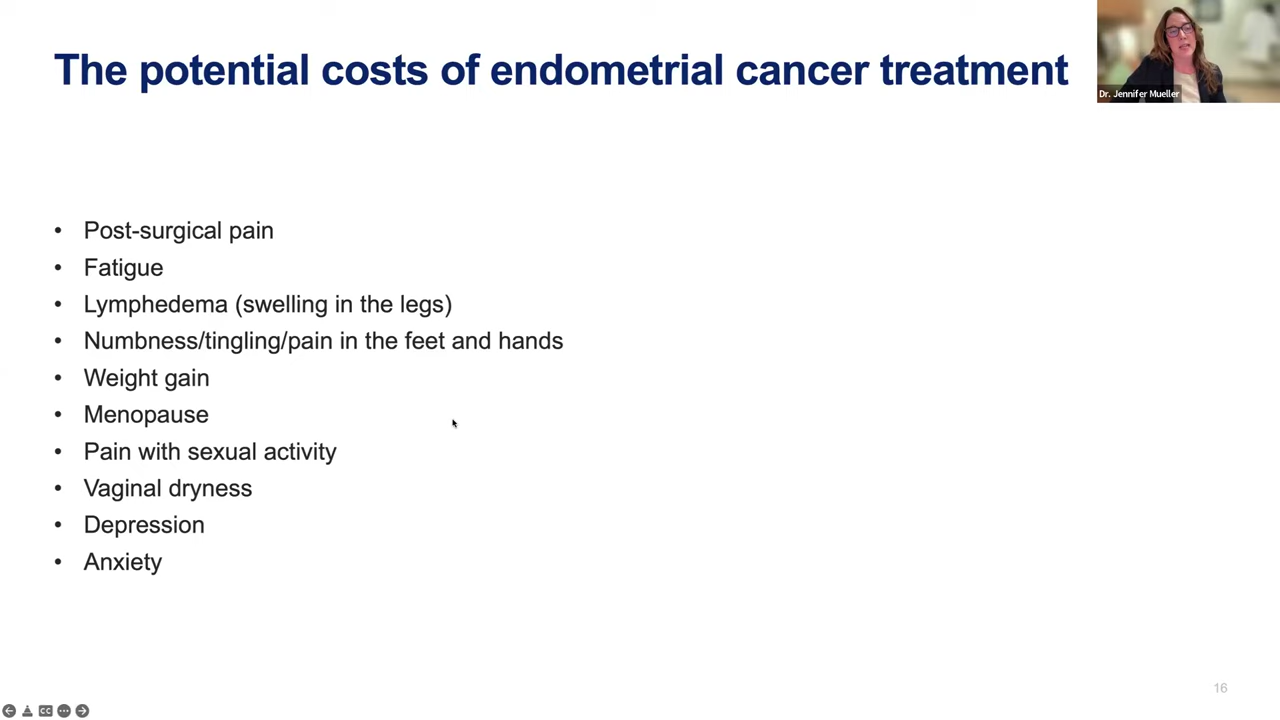 The potential costs of endometrial cancer treatment
Dr. Jennifer Mueller
• Post-surgical pain
• Fatigue
• Lymphedema (swelling in the legs)
• Numbness/tingling/pain in the feet and hands
• Weight gain
• Menopause
• Pain with sexual activity
• Vaginal dryness
• Depression
• Anxiety
16
CC